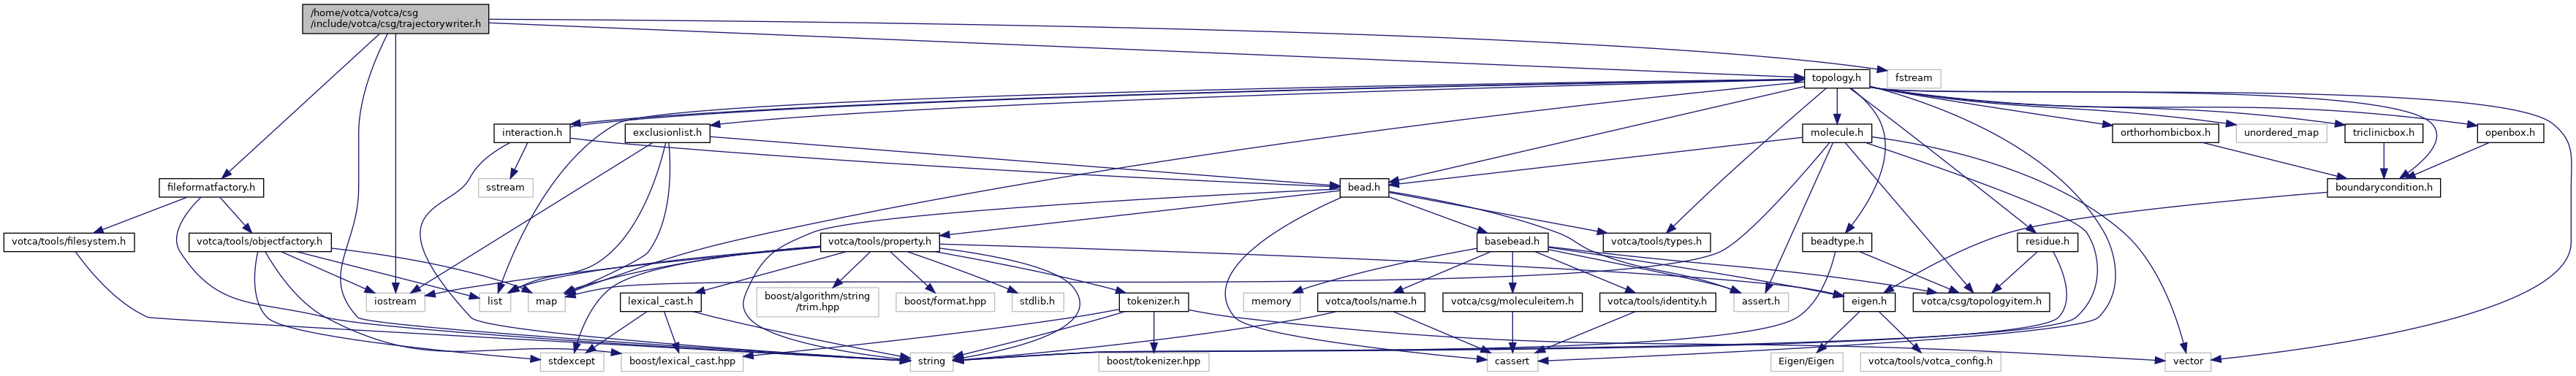 /home/votca/votca/csg
/include/votca/csg/trajectorywriter.h
topology.h
fstream
interaction.h
exclusionlist.h
molecule.h
orthorhombicbox.h
unordered_map
triclinicbox.h
openbox.h
fileformatfactory.h
sstream
bead.h
boundarycondition.h
votca/tools/filesystem.h
votca/tools/objectfactory.h
votca/tools/property.h
basebead.h
votca/tools/types.h
beadtype.h
residue.h
iostream
list
map
lexical_cast.h
boost/algorithm/string
/trim.hpp
boost/format.hpp
stdlib.h
tokenizer.h
memory
votca/tools/name.h
votca/csg/moleculeitem.h
votca/tools/identity.h
assert.h
eigen.h
votca/csg/topologyitem.h
stdexcept
boost/lexical_cast.hpp
string
boost/tokenizer.hpp
cassert
Eigen/Eigen
votca/tools/votca_config.h
vector